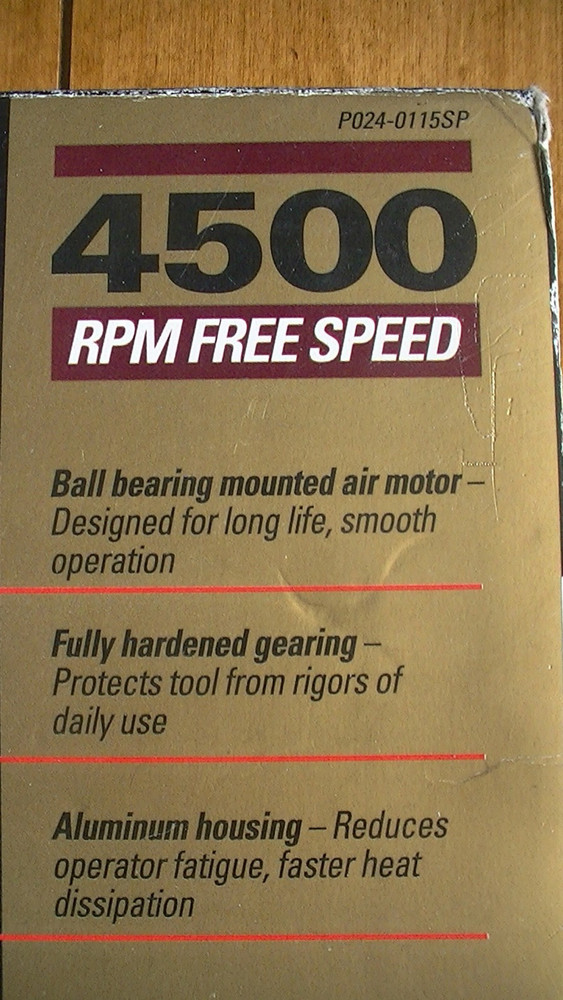 P024-0115SP
4500
RPM FREE SPEED
Ball bearing mounted air motor –
Designed for long life, smooth
operation
Fully hardened gearing –
Protects tool from rigors of
daily use
Aluminum housing – Reduces
operator fatigue, faster heat
dissipation